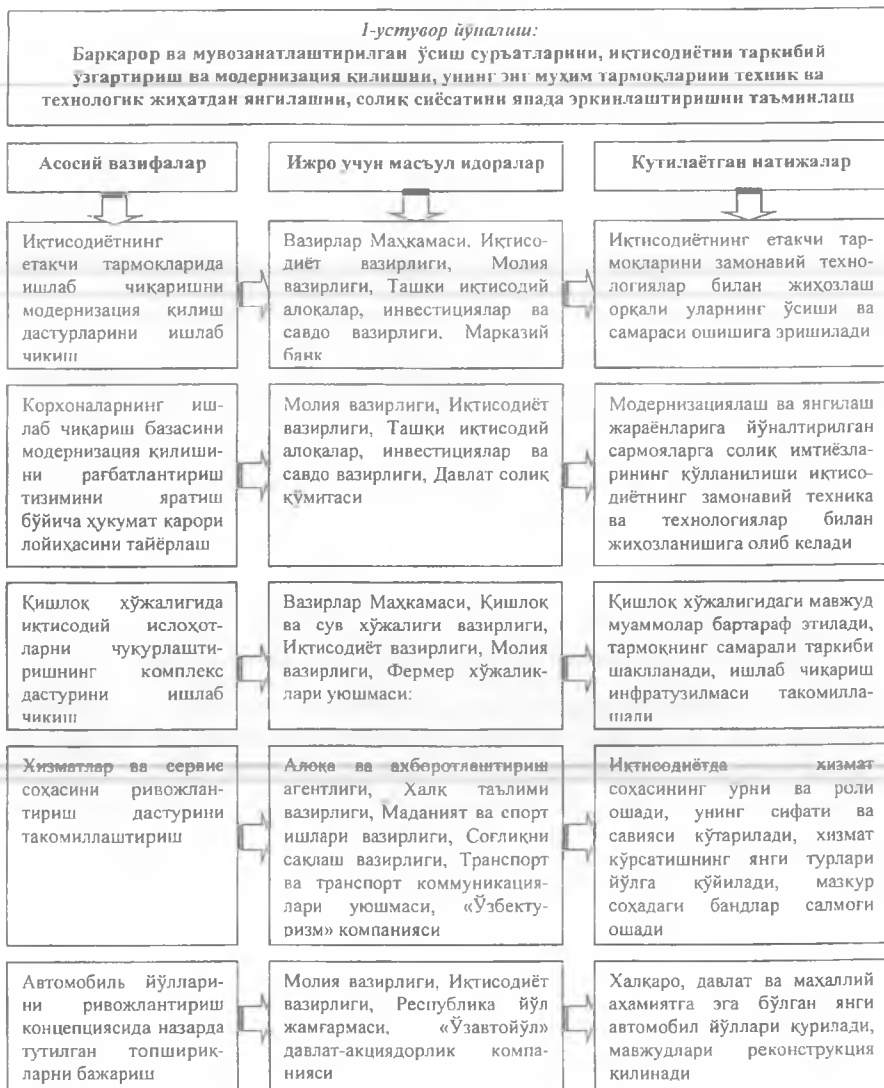 I-устувор йўналиш:
Барқарор ва мувозанатлаштирилган ўсиш суръатларини, иқтисодиётни таркибий
ўзгартириш ва модернизация қилишни, унинг энг муҳим тармоқларини техник ва
технологик жиҳатдан янгилашни, солиқ сиёсатини янада эркинлаштиришни таъминлаш
Асосий вазифалар
Ижро учун масъул идоралар
Кутилаётган натижалар
Иқтисодиётнинг
етакчи тармоқларида
ишлаб чиқаришни
модернизация қилиш
дастурларини ишлаб
чиқиш
Вазирлар Маҳкамаси, Иқтисо-
диёт вазирлиги, Молия
вазирлиги, Ташқи иқтисодий
алоқалар, инвестициялар ва
савдо вазирлиги, Марказий
банк
Иқтисодиётнинг етакчи тар-
моқларини замонавий техно-
логиялар билан жиҳозлаш
орқали уларнинг ўсиши ва
самараси ошишига эришилади
Корхоналарнинг иш-
лаб чиқариш базасини
модернизация қилиши-
ни рағбатлантириш
тизимини яратиш
бўйича ҳукумат қарори
лойиҳасини тайёрлаш
Молия вазирлиги, Иқтисодиёт
вазирлиги, Ташқи иқтисодий
алоқалар, инвестициялар ва
савдо вазирлиги, Давлат солиқ
қўмитаси
Модернизациялаш ва янгилаш
жараёнларига йўналтирилган
сармояларга солиқ имтиёзла-
рининг қўлланилиши иқтисо-
диётнинг замонавий техника
ва технологиялар билан
жиҳозланишига олиб келади
Қишлоқ хўжалигида
иқтисодий ислоҳот-
ларни чуқурлашти-
ришнинг комплекс
дастурини ишлаб
чиқиш
Вазирлар Маҳкамаси, Қишлоқ
ва сув хўжалиги вазирлиги,
Иқтисодиёт вазирлиги, Молия
вазирлиги, Фермер хўжалик-
лари уюшмаси:
Қишлоқ хўжалигидаги мавжуд
муаммолар бартараф этилади,
тармоқнинг самарали таркиби
шаклланади, ишлаб чиқариш
инфратузилмаси такомилла-
шади
Хизматлар ва сервис
соҳасини ривожлан-
тириш дастурини
такомиллаштириш
Алоқа ва ахборотлаштириш
агентлиги, Халқ таълими
вазирлиги, Маданият ва спорт
ишлари вазирлиги, Соғлиқни
сақлаш вазирлиги, Транспорт
ва транспорт коммуникация-
лари уюшмаси, «Ўзбекту-
ризм» компанияси
Иқтисодиётда хизмат
соҳасининг урни ва роли
ошади, унинг сифати ва
савияси кўтарилади, хизмат
кўрсатишнинг янги турлари
йўлга қўйилади, мазкур
соҳадаги бандлар салмоғи
ошади
Автомобиль йўллари-
ни ривожлантириш
концепциясида назарда
тутилган топшириқ-
ларни бажариш
Молия вазирлиги, Иқтисодиёт
вазирлиги, Республика йўл
жамғармаси, «Ўзавтойўл»
давлат-акциядорлик компа-
нияси
Халқаро, давлат ва маҳаллий
аҳамиятга эга бўлган янги
автомобил йўллари қурилади,
мавжудлари реконструкция
қилинади